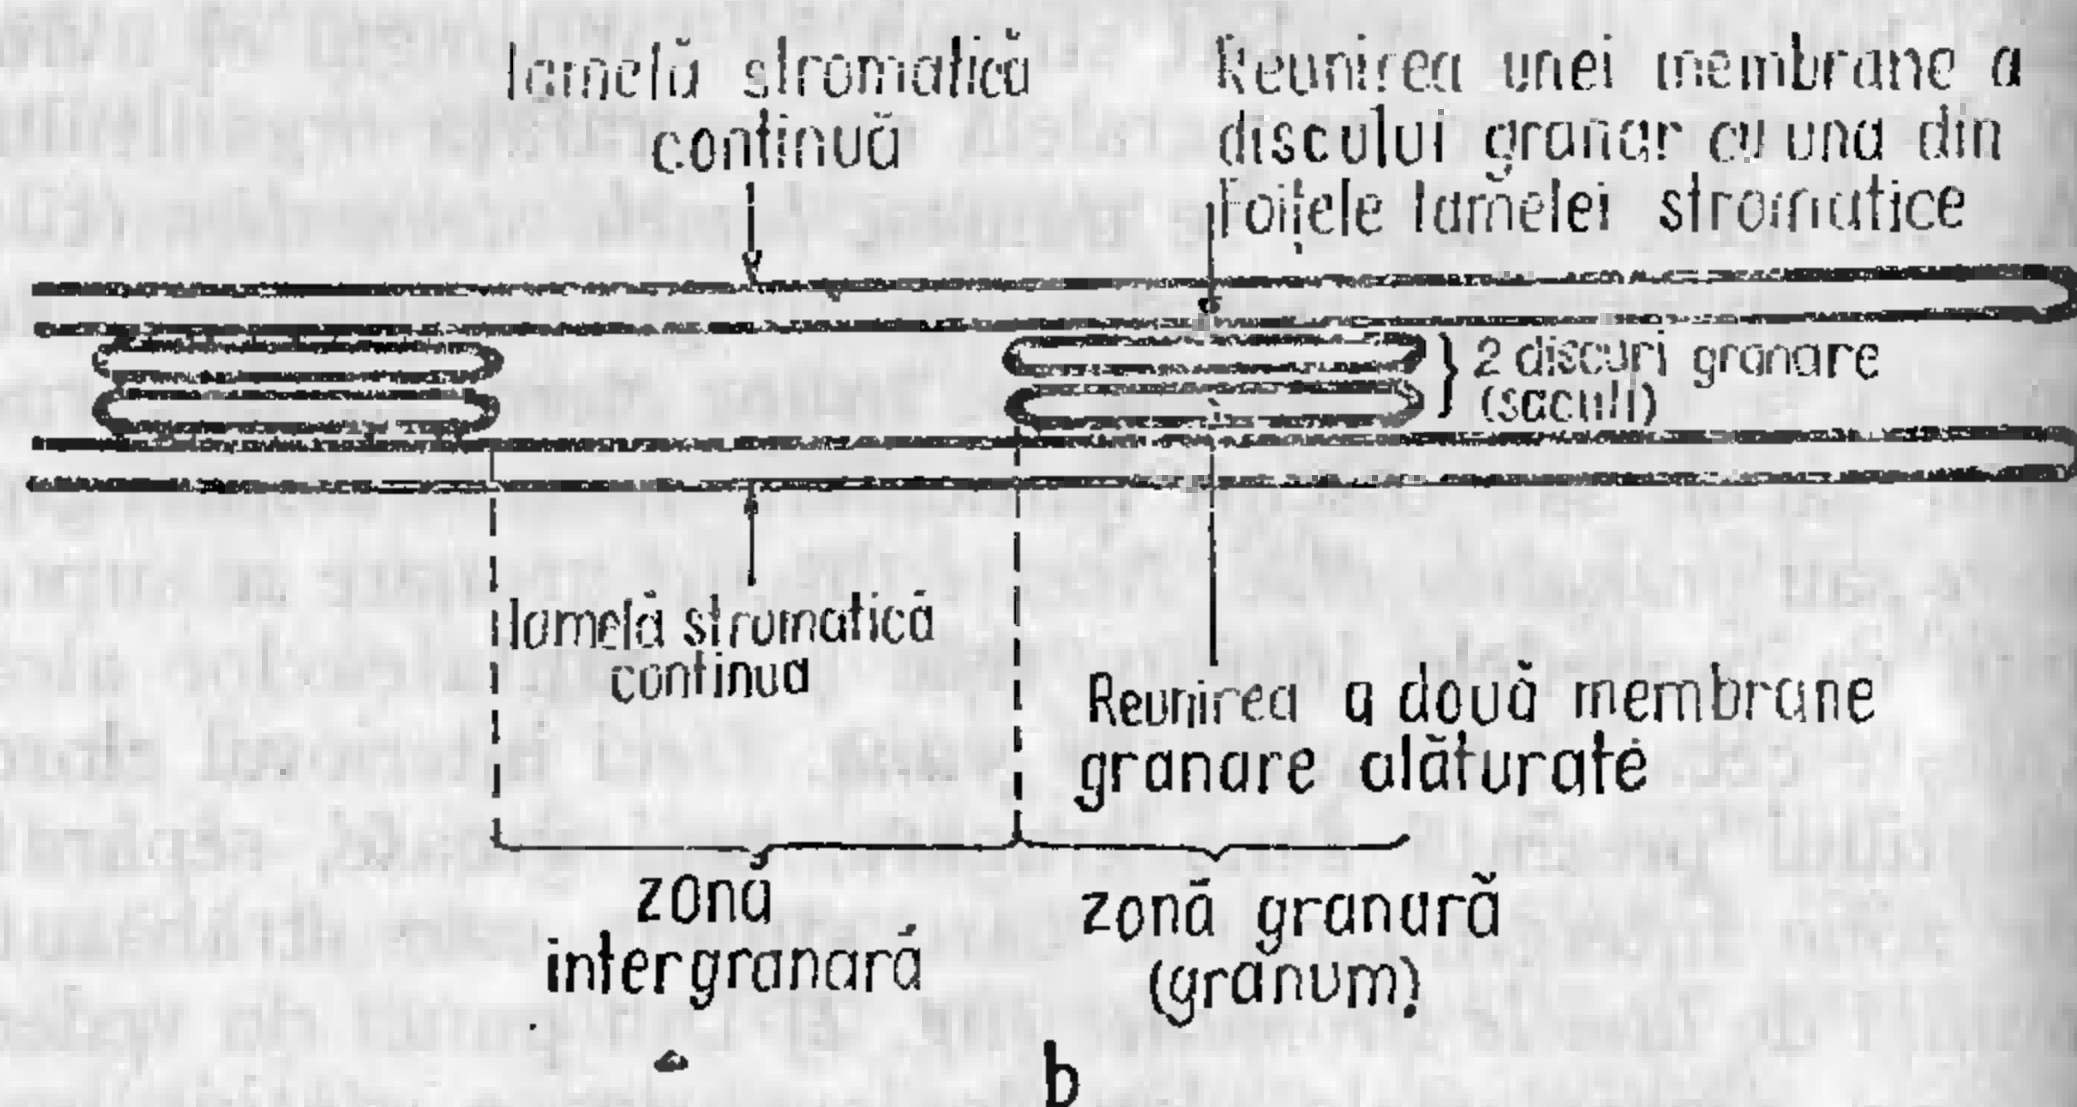 lamelă stromatică
continuă
Reunirea unei membrane a
discului granar cu una din
foițele lamelei stromatice
2 discuri granare
(saculi)
lamelă stromatică
continua
Reunirea a două membrane
granare alăturate
zonă
intergranară
zonă granară
(granum)
b